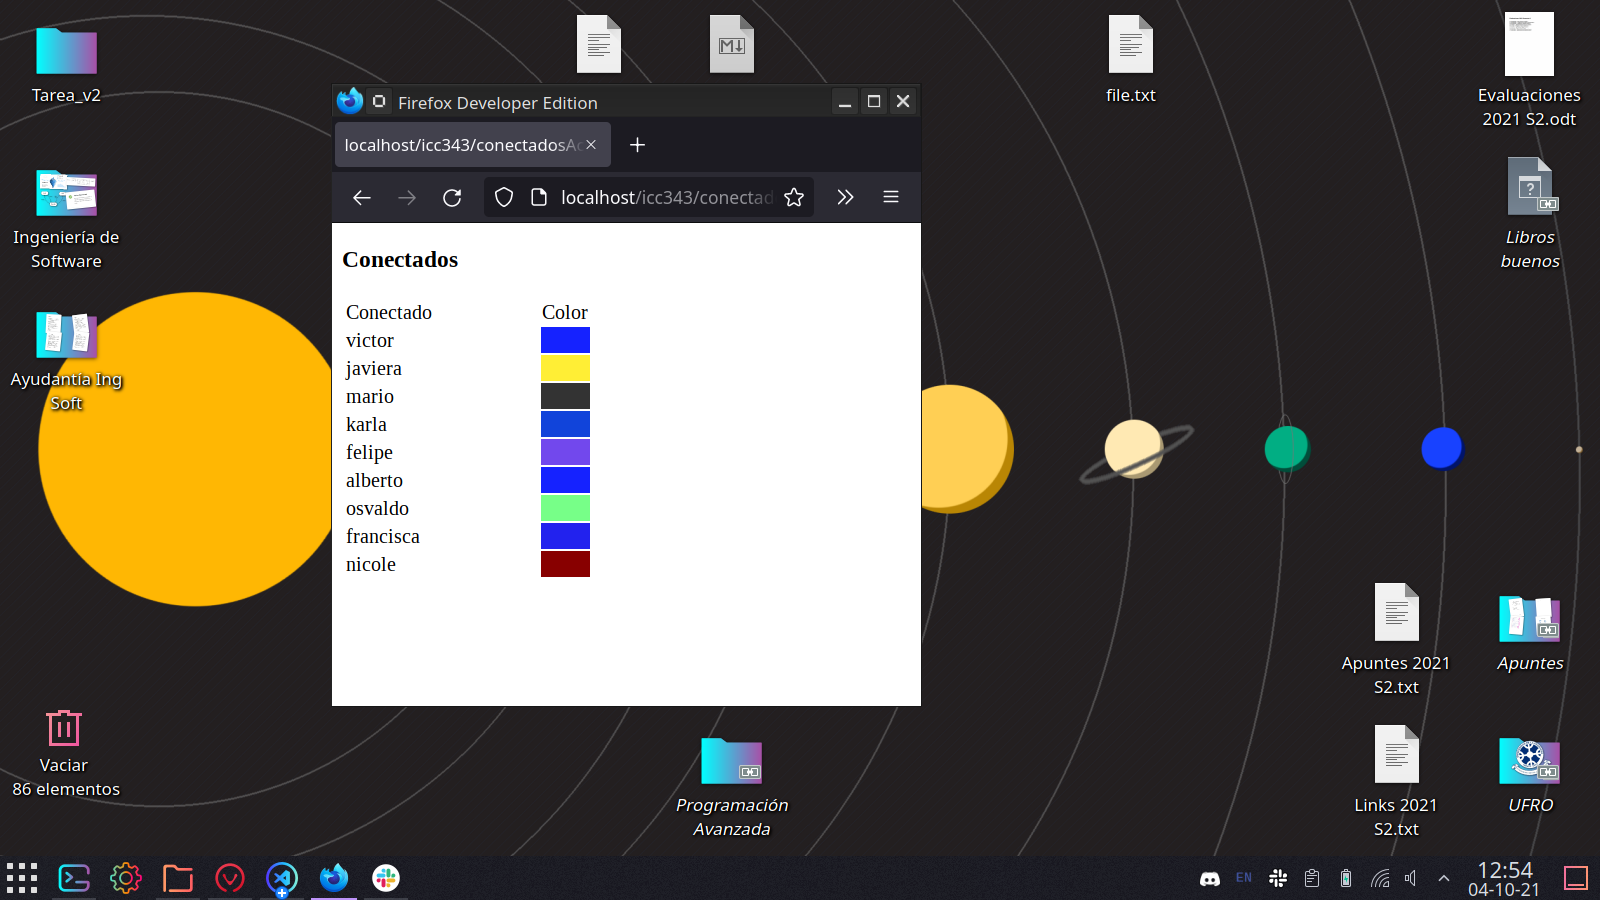 Tarea_v2
Ingeniería de
Software
Ayudantía Ing
Soft
Vaciar
86 elementos
M
file.txt
Evaluaciones
2021 S2.odt
Libros
buenos
Firefox Developer Edition
localhost/icc343/conectadosAc
localhost/icc343/conectad
Conectados
Conectado Color
victor
javiera
mario
karla
felipe
alberto
osvaldo
francisca
nicole
Programación
Avanzada
Apuntes 2021
S2.txt
Apuntes
Links 2021
S2.txt
UFRO
EN
12:54
04-10-21